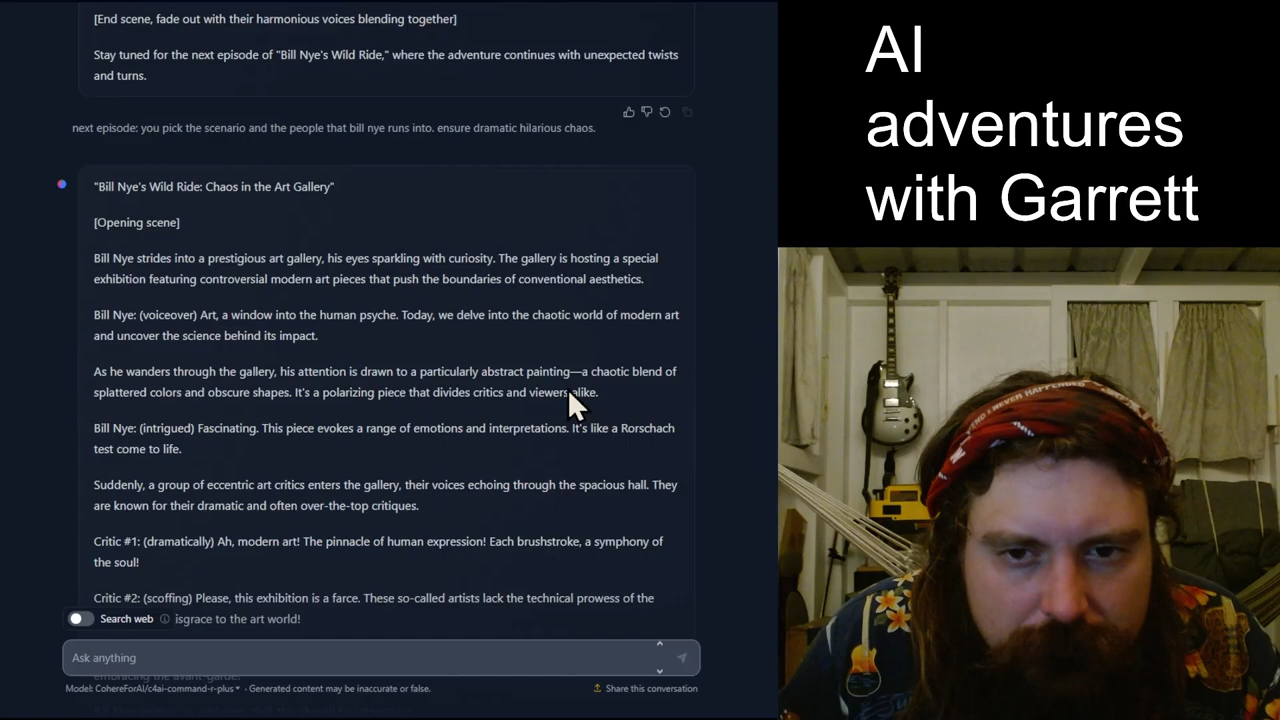 [End scene, fade out with their harmonious voices blending together]
Stay tuned for the next episode of "Bill Nye's Wild Ride," where the adventure continues with unexpected twists
and turns.
next episode: you pick the scenario and the people that bill nye runs into. ensure dramatic hilarious chaos.
"Bill Nye's Wild Ride: Chaos in the Art Gallery"
[Opening scene]
Bill Nye strides into a prestigious art gallery, his eyes sparkling with curiosity. The gallery is hosting a special
exhibition featuring controversial modern art pieces that push the boundaries of conventional aesthetics.
Bill Nye: (voiceover) Art, a window into the human psyche. Today, we delve into the chaotic world of modern art
and uncover the science behind its impact.
As he wanders through the gallery, his attention is drawn to a particularly abstract painting—a chaotic blend of
splattered colors and obscure shapes. It's a polarizing piece that divides critics and viewers alike.
Bill Nye: (intrigued) Fascinating. This piece evokes a range of emotions and interpretations. It's like a Rorschach
test come to life.
Suddenly, a group of eccentric art critics enters the gallery, their voices echoing through the spacious hall. They
are known for their dramatic and often over-the-top critiques.
Critic #1: (dramatically) Ah, modern art! The pinnacle of human expression! Each brushstroke, a symphony of
the soul!
Critic #2: (scoffing) Please, this exhibition is a farce. These so-called artists lack the technical prowess of the
Search web isgrace to the art world!
Ask anything
embracing the avant-garde.
Model: CohereForAI/c4ai-command-r-plus · Generated content may be inaccurate or false.
Share this conversation
AI
adventures
with Garrett